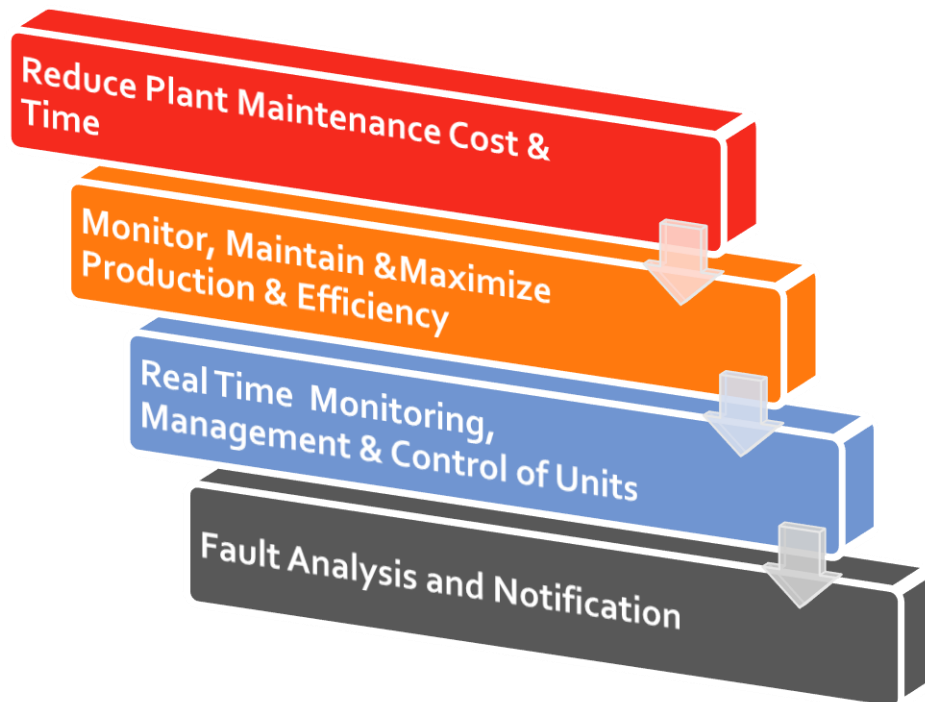 Reduce Plant Maintenance Cost &
Time
Monitor, Maintain &Maximize
Production & Efficiency
Real Time  Monitoring,
Management & Control of Units
Fault Analysis and Notification